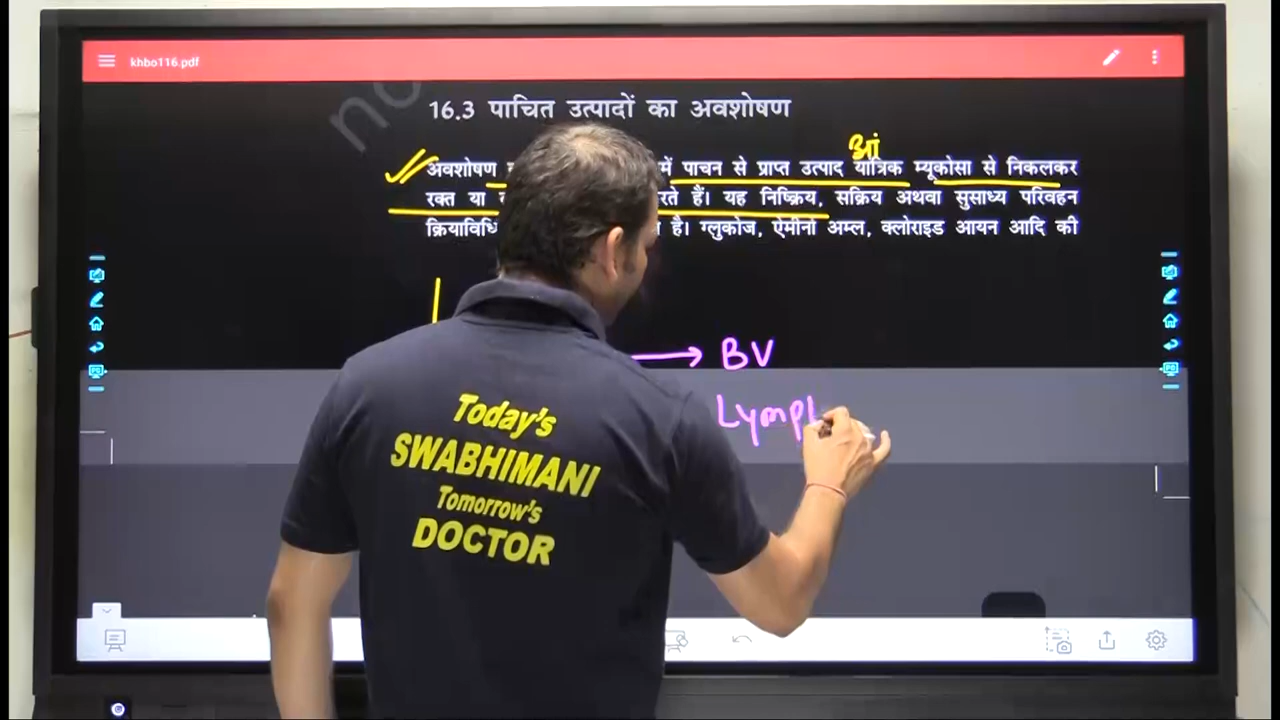 khbo116.pdf
16.3 पाचित उत्पादों का अवशोषण
आं
अवशोषण में पाचन से प्राप्त उत्पाद यांत्रिक म्यूकोसा से निकलकर
रक्त या हैं। यह निष्क्रिय, सक्रिय अथवा सुसाध्य परिवहन
है। ग्लुकोज, ऐमीनो अम्ल, क्लोराइड आयन आदि की
BV
Lymph
Today's
SWABHIMANI
Tomorrow's
DOCTOR